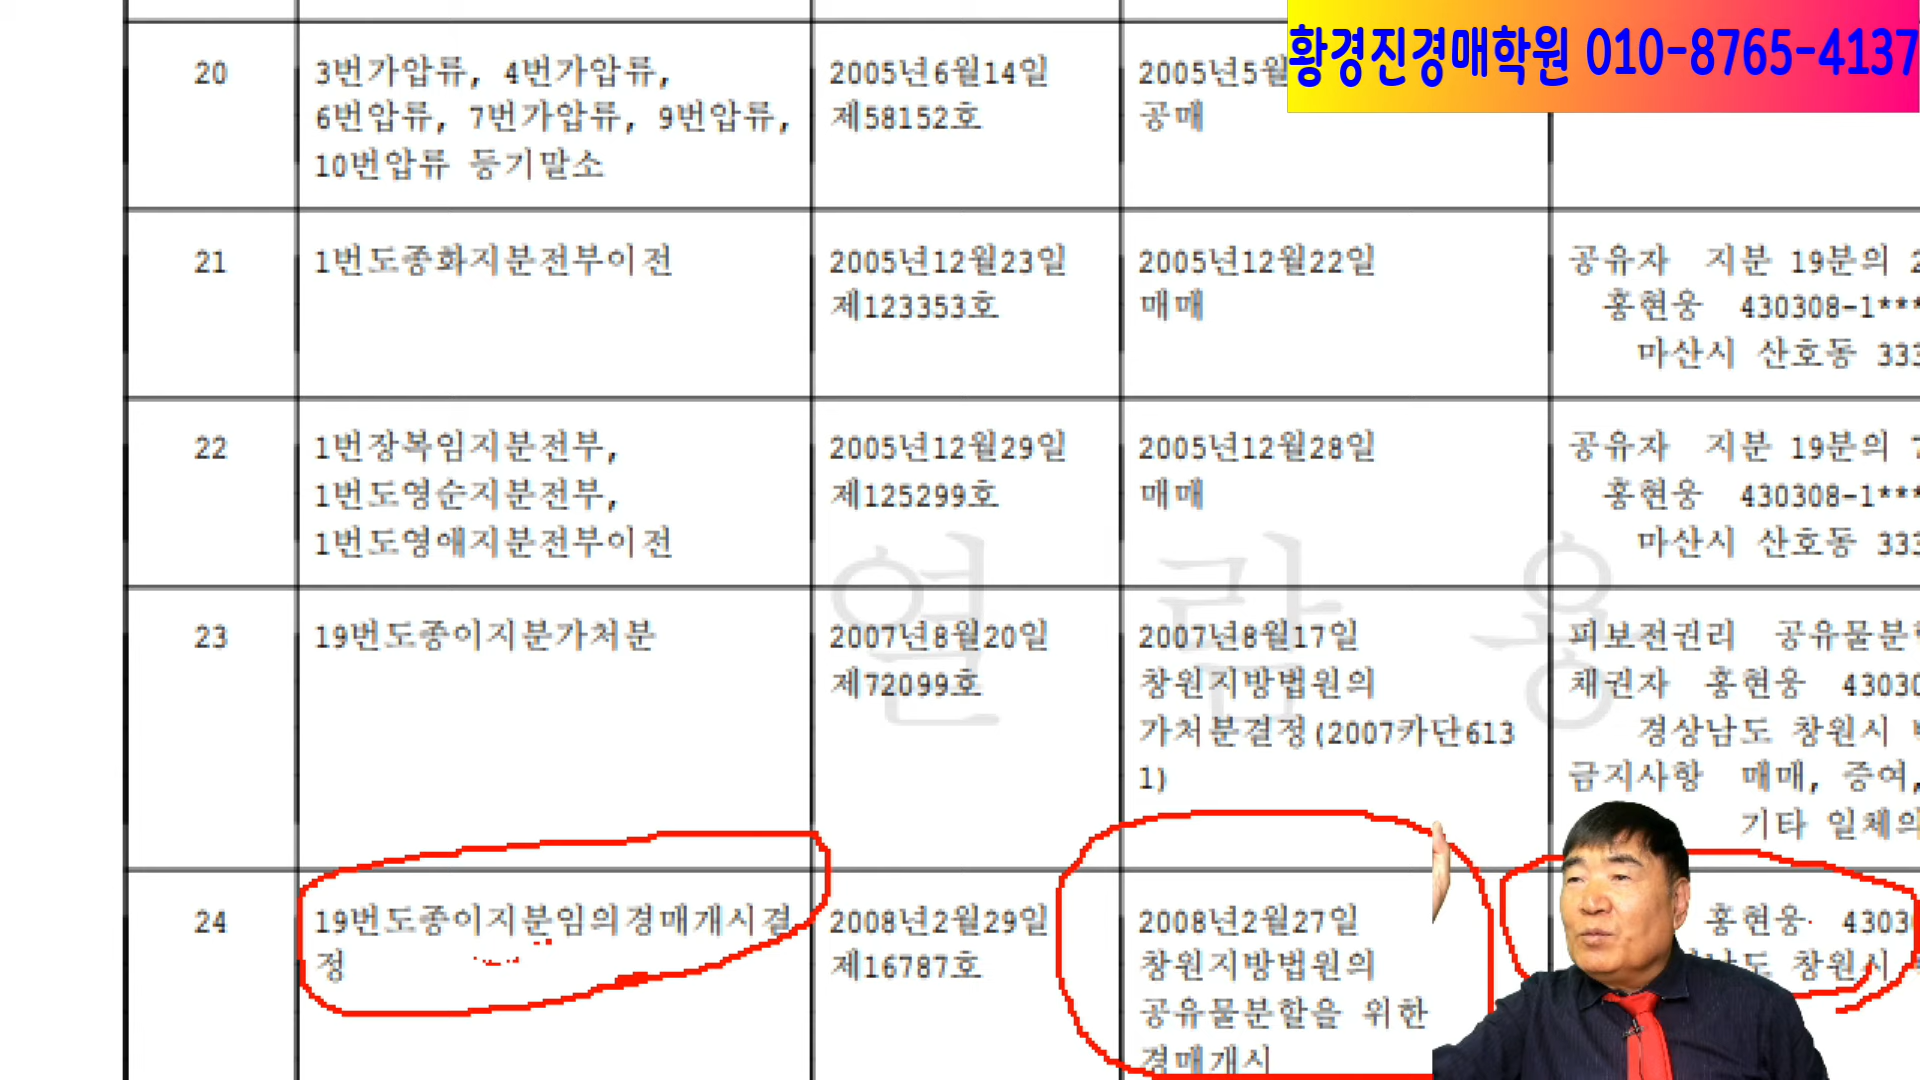 황경진경매학원 010-8765-4137
20
3번가압류, 4번가압류,
6번압류, 7번가압류, 9번압류,
10번압류 등기말소
2005년6월14일
제58152호
2005년5월
공매
21
1번도종화지분전부이전
2005년12월23일
제123353호
2005년12월22일
매매
공유자 지분 19분의 2
홍현웅 430308-1***
마산시 산호동 333
22
1번장복임지분전부,
1번도영순지분전부,
1번도영애지분전부이전
2005년12월29일
제125299호
2005년12월28일
매매
공유자 지분 19분의 7
홍현웅 430308-1***
마산시 산호동 333
23
19번도종이지분가처분
2007년8월20일
제72099호
2007년8월17일
창원지방법원의
가처분결정(2007카단613
1)
피보전권리 공유물분할
채권자 홍현웅 43030
경상남도 창원시
금지사항 매매, 증여,
기타 일체의
24
19번도종이지분임의경매개시결
정
2008년2월29일
제16787호
2008년2월27일
창원지방법원의
공유물분할을 위한
경매개시
홍현웅 4303
창원시
열람용